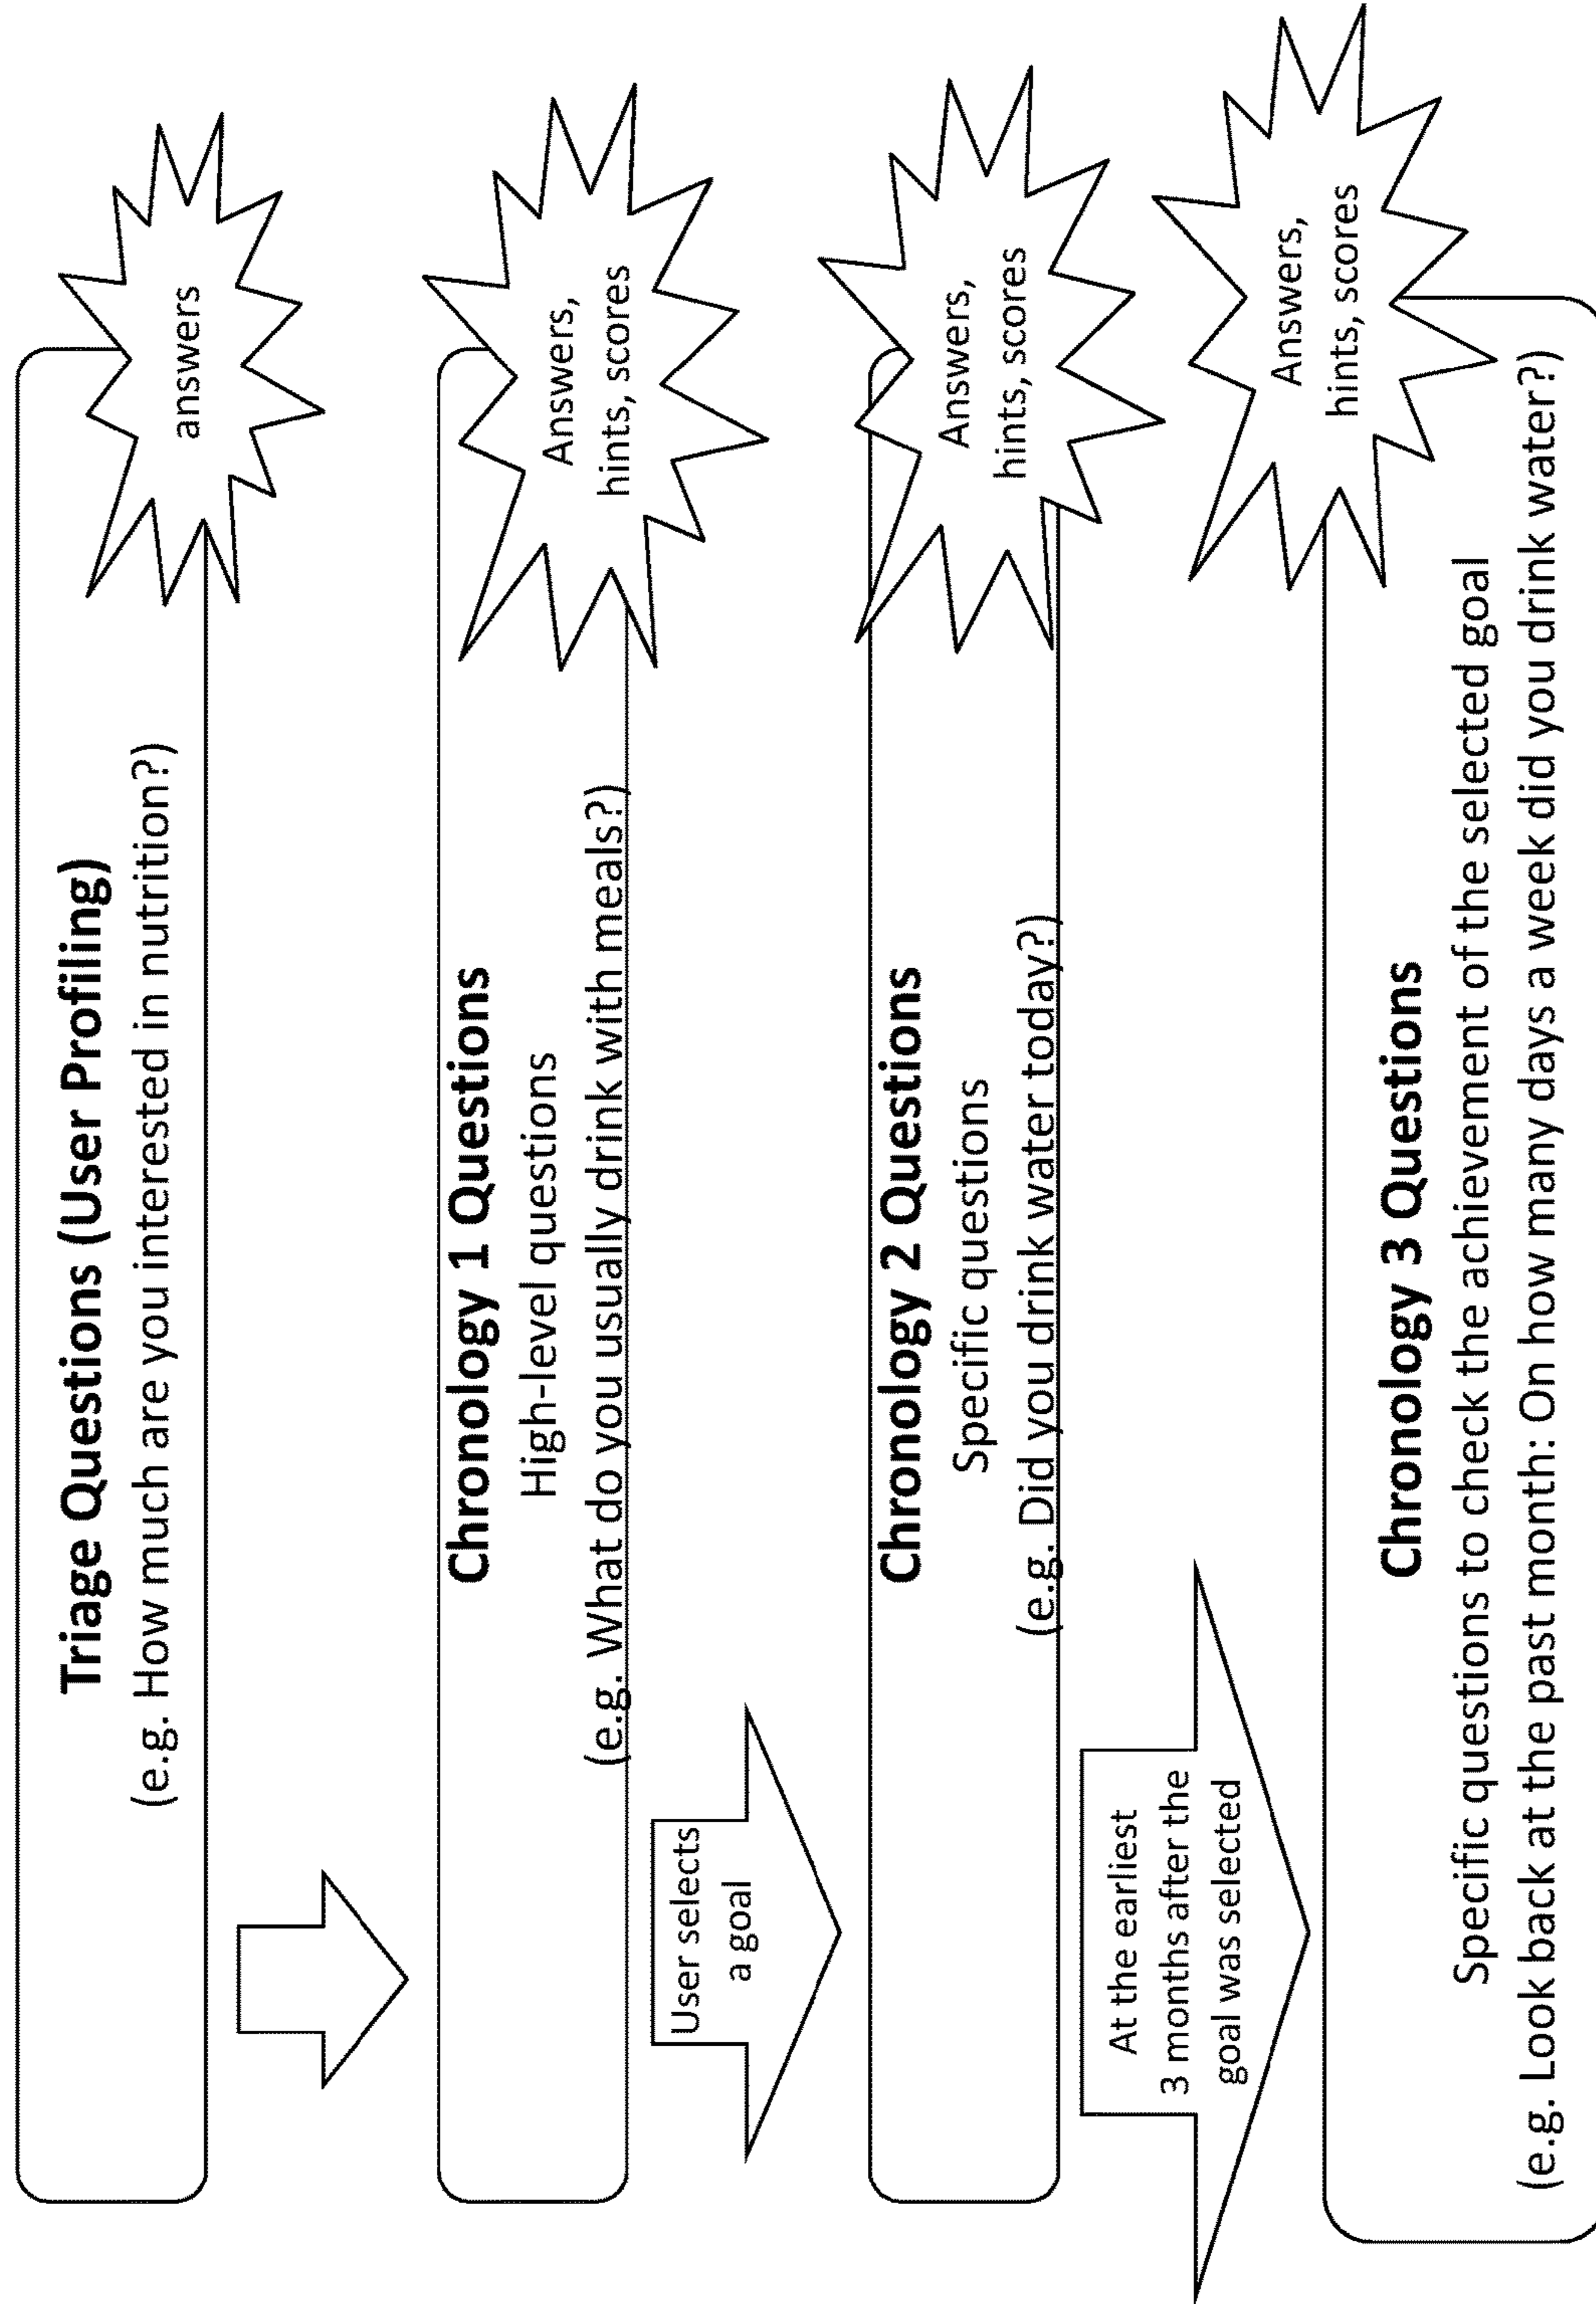 Triage Questions (User Profiling)
(e.g. How much are you interested in nutrition?)
answers
Chronology 1 Questions
High-level questions
(e.g. What do you usually drink with meals?)
Answers,
hints, scores
User selects
a goal
Chronology 2 Questions
Specific questions
(e.g. Did you drink water today?)
Answers,
hints, scores
At the earliest
3 months after the
goal was selected
Chronology 3 Questions
Specific questions to check the achievement of the selected goal
(e.g. Look back at the past month: On how many days a week did you drink water?)
Answers,
hints, scores